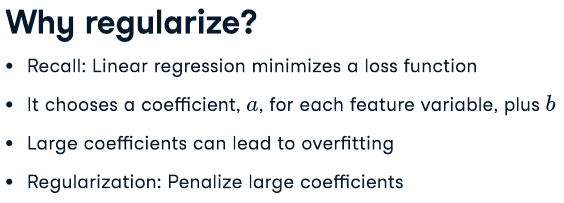 Why regularize?
• Recall: Linear regression minimizes a loss function
• It chooses a coefficient, a, for each feature variable, plus b
• Large coefficients can lead to overfitting
• Regularization: Penalize large coefficients